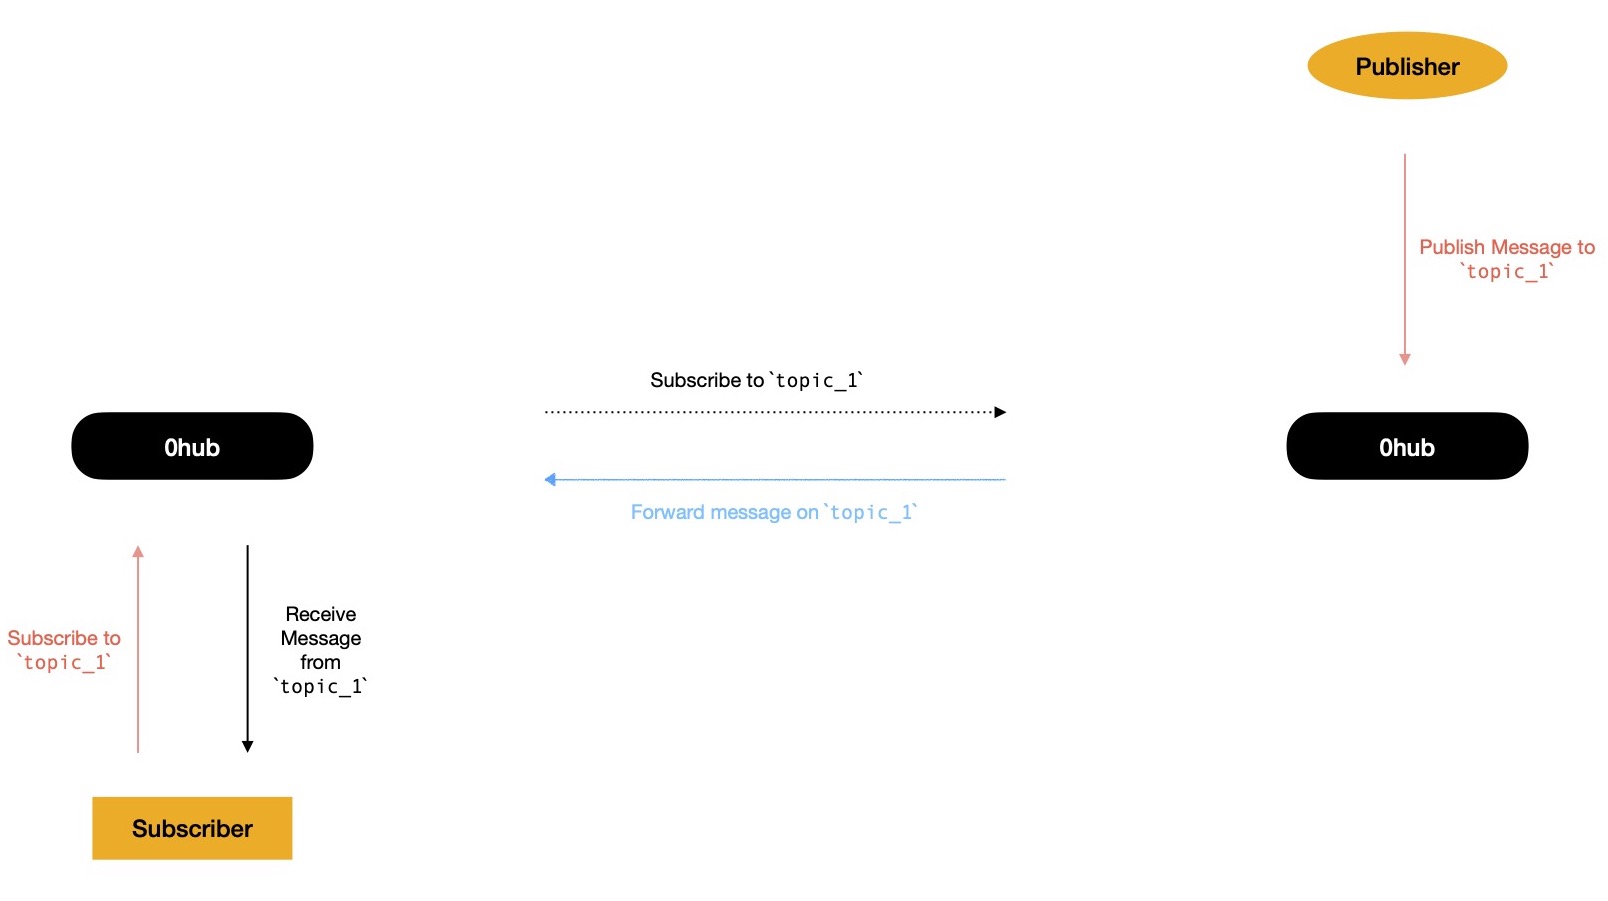 Publisher
Publish Message to
`topic_1`
Subscribe to `topic_1`
0hub
0hub
Forward message on `topic_1`
Receive
Message
from
`topic_1`
Subscribe to
`topic_1`
Subscriber